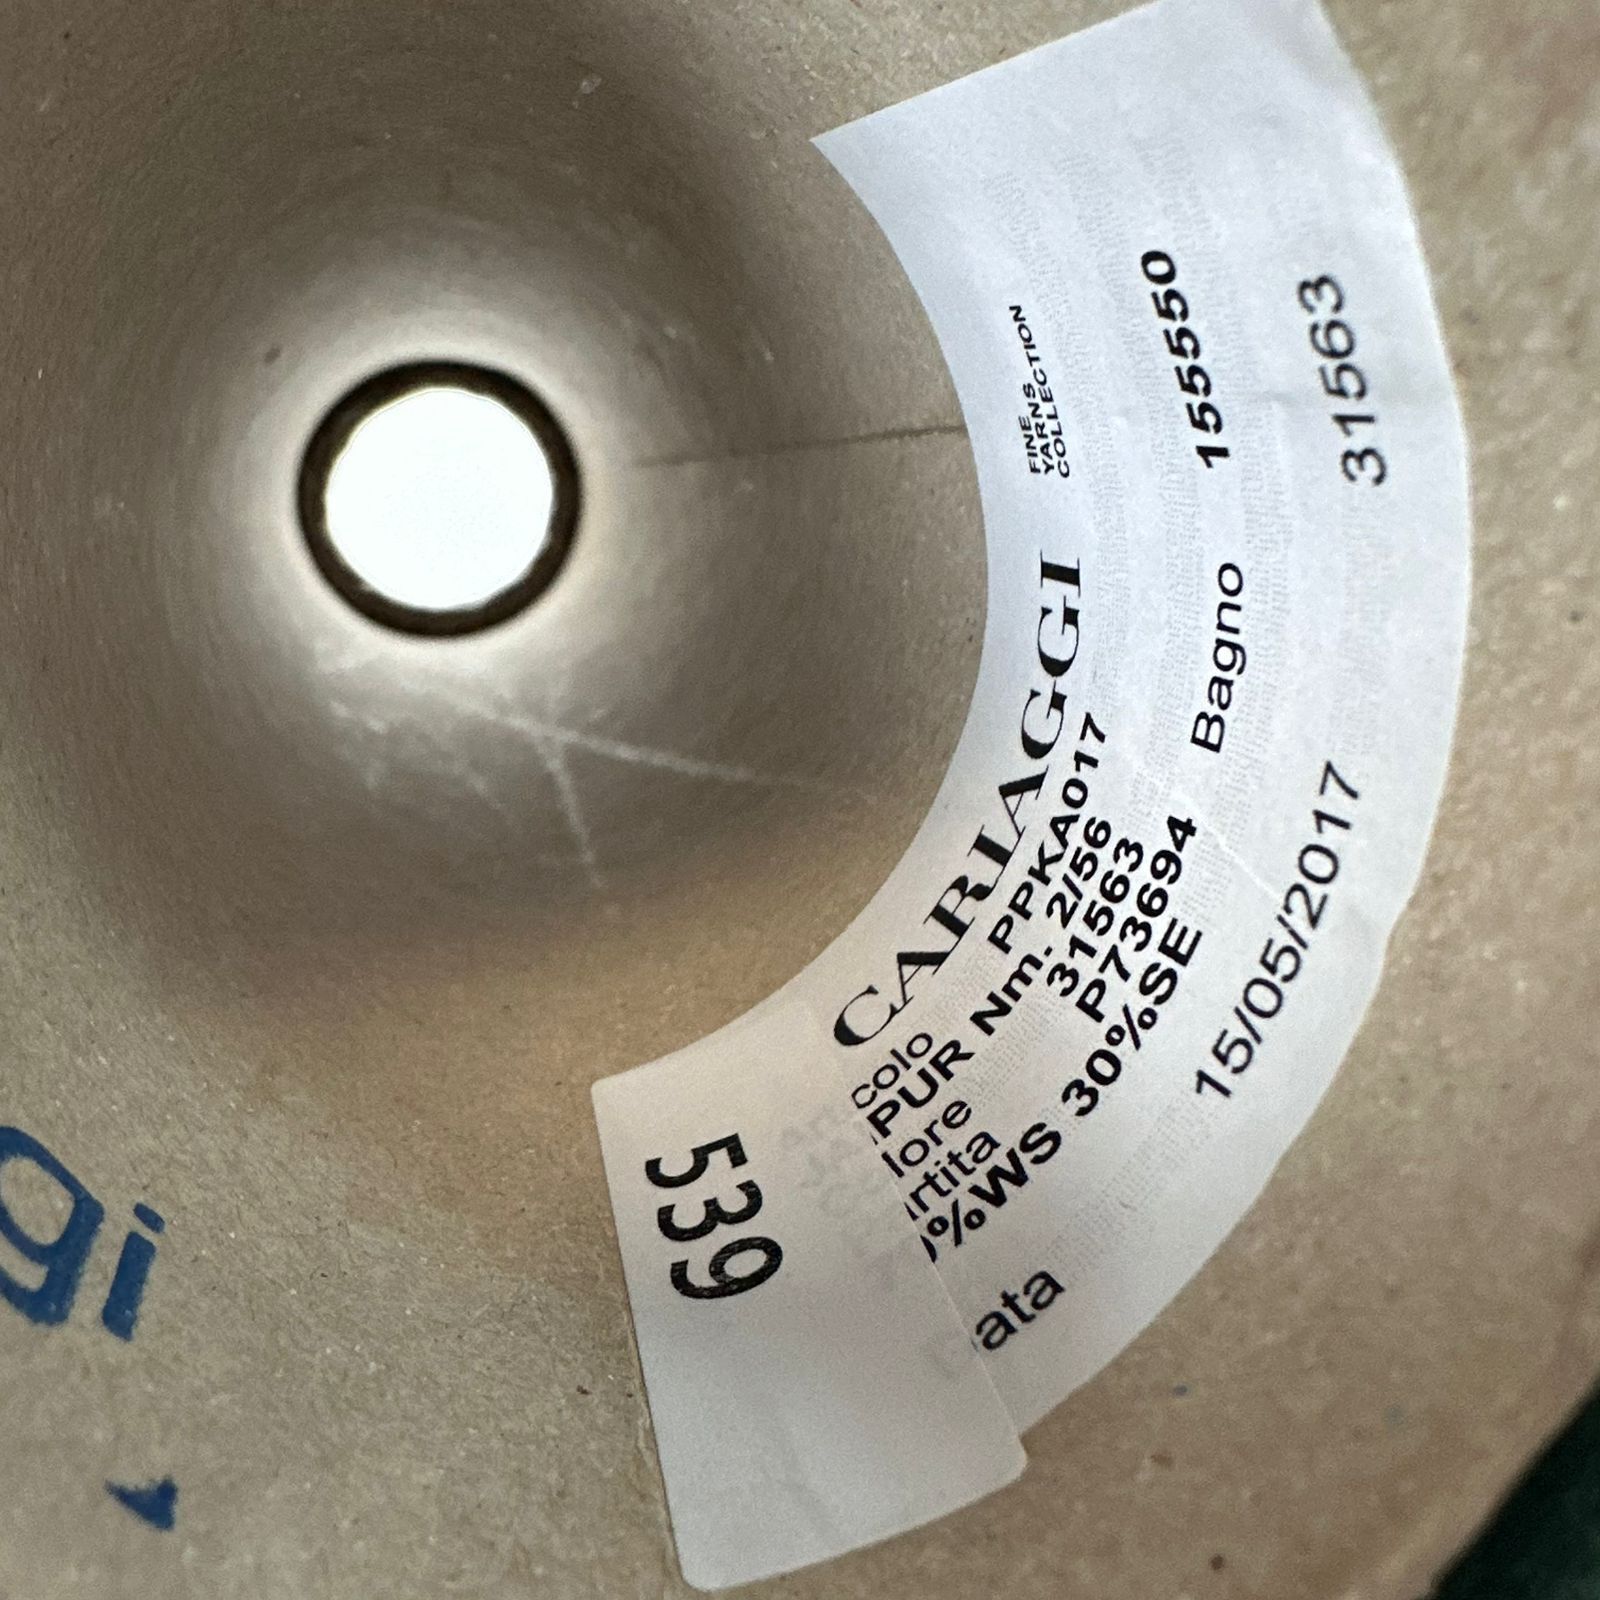 CARIAGGI FINE YARNS COLLECTION
colo PPKA017
PUR Nm. 2/56
lore 31563
rtita P73694 Bagno 155550
%WS 30%SE
ata 15/05/2017 31563
539
gi